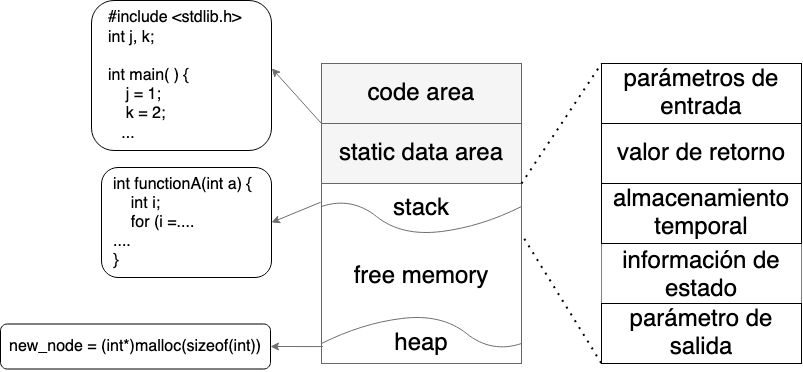 #include <stdlib.h>
int j, k;
int main( ) {
j = 1;
k = 2;
...
int functionA(int a) {
int i;
for (i =....
....
}
new_node = (int*)malloc(sizeof(int))
code area
static data area
stack
free memory
heap
parámetros de
entrada
valor de retorno
almacenamiento
temporal
información de
estado
parámetro de
salida